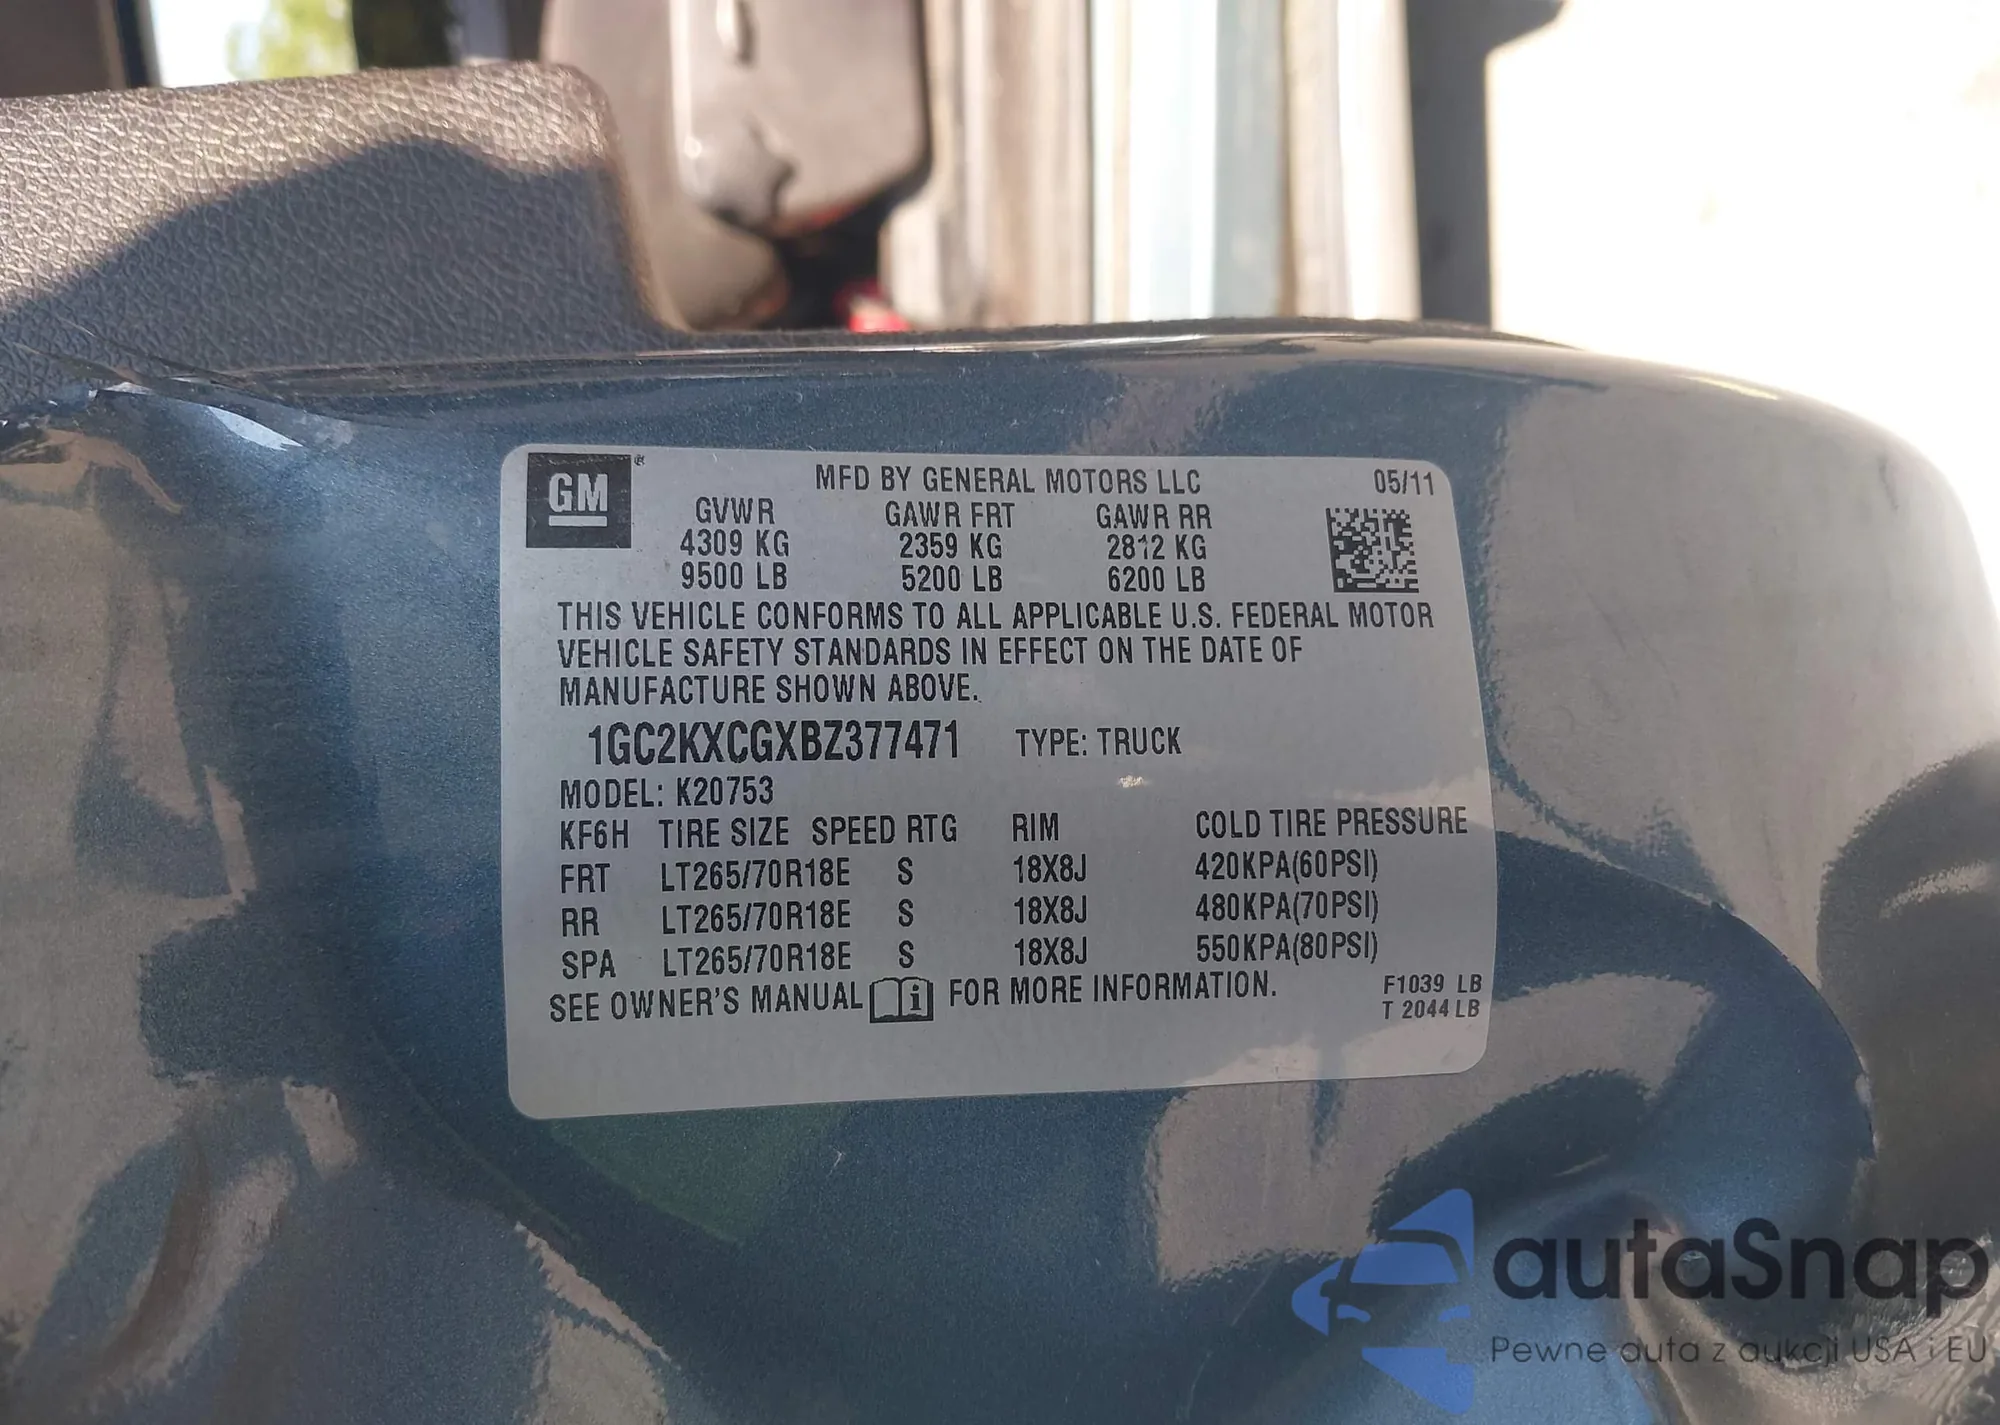 GM ®
MFD BY GENERAL MOTORS LLC 05/11
GVWR GAWR FRT GAWR RR
4309 KG 2359 KG 2812 KG
9500 LB 5200 LB 6200 LB
THIS VEHICLE CONFORMS TO ALL APPLICABLE U.S. FEDERAL MOTOR
VEHICLE SAFETY STANDARDS IN EFFECT ON THE DATE OF
MANUFACTURE SHOWN ABOVE.
1GC2KXCGXBZ377471 TYPE: TRUCK
MODEL: K20753
KF6H TIRE SIZE SPEED RTG RIM COLD TIRE PRESSURE
FRT LT265/70R18E S 18X8J 420KPA(60PSI)
RR LT265/70R18E S 18X8J 480KPA(70PSI)
SPA LT265/70R18E S 18X8J 550KPA(80PSI)
SEE OWNER'S MANUAL i FOR MORE INFORMATION.
F1039 LB
T 2044 LB
autaSnap
Pewne auta z aukcji USA i EU